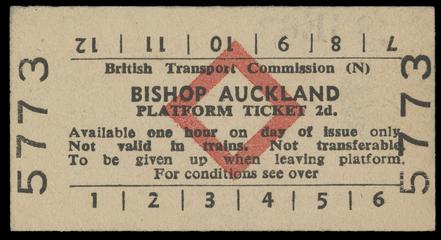 12 | 11 | 10 | 9 | 8 | 7
British Transport Commission (N)
BISHOP AUCKLAND
PLATFORM TICKET 2d.
Available one hour on day of issue only.
Not valid in trains. Not transferable.
To be given up when leaving platform.
For conditions see over
1 | 2 | 3 | 4 | 5 | 6
5773
5773